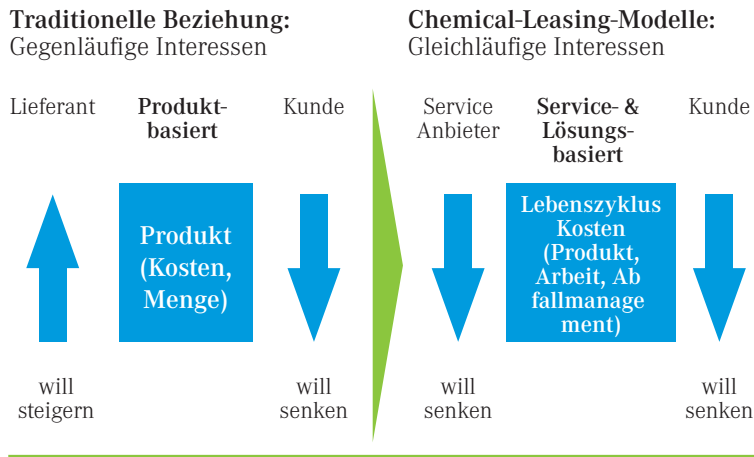 Traditionelle Beziehung:
Gegenläufige Interessen
Lieferant
Produkt-
basiert
Kunde
Produkt
(Kosten,
Menge)
will
steigern
will
senken
Chemical-Leasing-Modelle:
Gleichläufige Interessen
Service
Anbieter
Service- &
Lösungs-
basiert
Kunde
Lebenszyklus
Kosten
(Produkt,
Arbeit, Ab
fallmanage
ment)
will
senken
will
senken